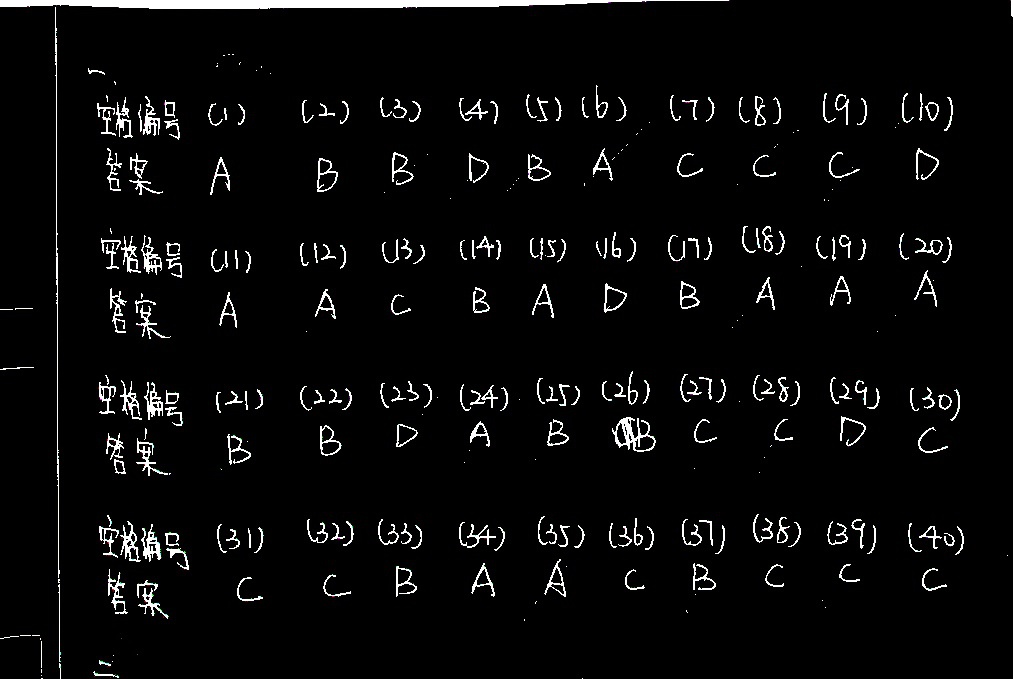 一、
空格编号 (1) (2) (3) (4) (5) (6) (7) (8) (9) (10)
答案 A B B D B A C C C D
空格编号 (11) (12) (13) (14) (15) (16) (17) (18) (19) (20)
答案 A A C B A D B A A A
空格编号 (21) (22) (23) (24) (25) (26) (27) (28) (29) (30)
答案 B B D A B B C C D C
空格编号 (31) (32) (33) (34) (35) (36) (37) (38) (39) (40)
答案 C C B A A C B C C C
二